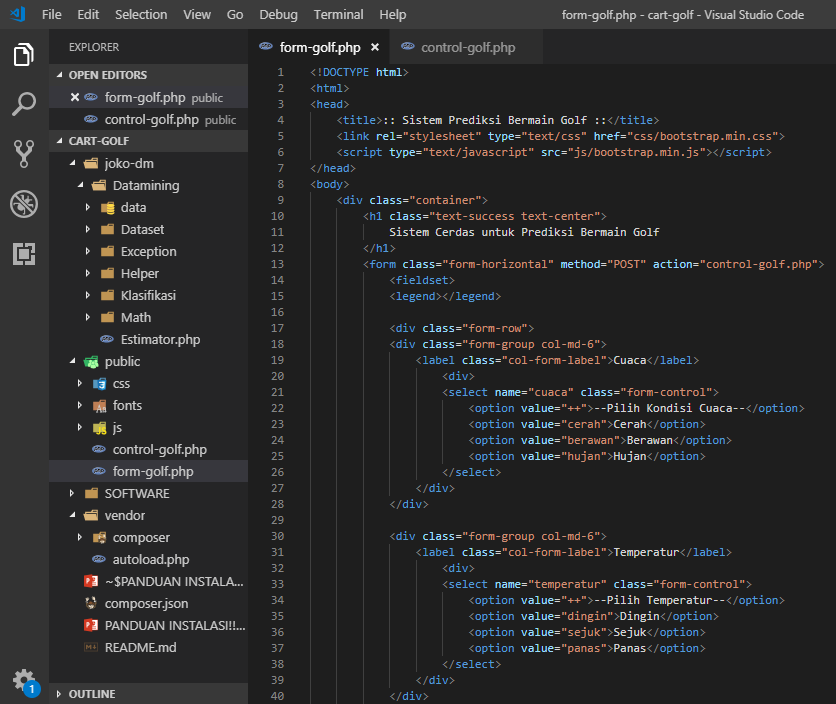 File Edit Selection View Go Debug Terminal Help form-golf.php - cart-golf - Visual Studio Code
EXPLORER
OPEN EDITORS
form-golf.php public
control-golf.php public
CART-GOLF
joko-dm
Datamining
data
Dataset
Exception
Helper
Klasifikasi
Math
Estimator.php
public
css
fonts
js
control-golf.php
form-golf.php
SOFTWARE
vendor
composer
autoload.php
~$PANDUAN INSTALA...
composer.json
PANDUAN INSTALASI!!...
README.md
OUTLINE
1
form-golf.php × control-golf.php
1 <!DOCTYPE html>
2 <html>
3 <head>
4 <title>:: Sistem Prediksi Bermain Golf ::</title>
5 <link rel="stylesheet" type="text/css" href="css/bootstrap.min.css">
6 <script type="text/javascript" src="js/bootstrap.min.js"></script>
7 </head>
8 <body>
9 <div class="container">
10 <h1 class="text-success text-center">
11 Sistem Cerdas untuk Prediksi Bermain Golf
12 </h1>
13 <form class="form-horizontal" method="POST" action="control-golf.php">
14 <fieldset>
15 <legend></legend>
16
17 <div class="form-row">
18 <div class="form-group col-md-6">
19 <label class="col-form-label">Cuaca</label>
20 <div>
21 <select name="cuaca" class="form-control">
22 <option value="++">--Pilih Kondisi Cuaca--</option>
23 <option value="cerah">Cerah</option>
24 <option value="berawan">Berawan</option>
25 <option value="hujan">Hujan</option>
26 </select>
27 </div>
28 </div>
29
30 <div class="form-group col-md-6">
31 <label class="col-form-label">Temperatur</label>
32 <div>
33 <select name="temperatur" class="form-control">
34 <option value="++">--Pilih Temperatur--</option>
35 <option value="dingin">Dingin</option>
36 <option value="sejuk">Sejuk</option>
37 <option value="panas">Panas</option>
38 </select>
39 </div>
40 </div>